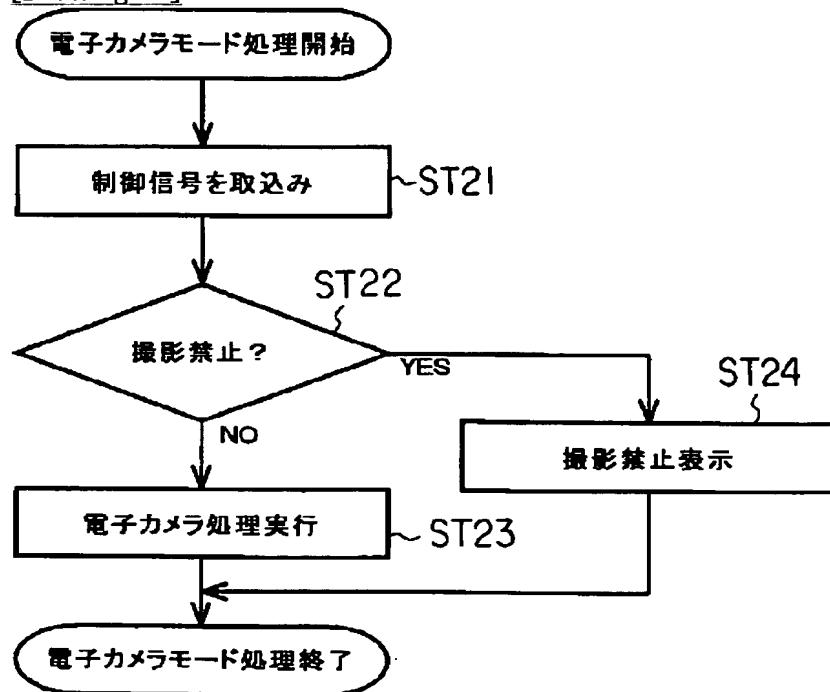 電子カメラモード処理開始
制御信号を取込み
ST21
ST22
撮影禁止？
YES
NO
ST24
撮影禁止表示
電子カメラ処理実行
ST23
電子カメラモード処理終了